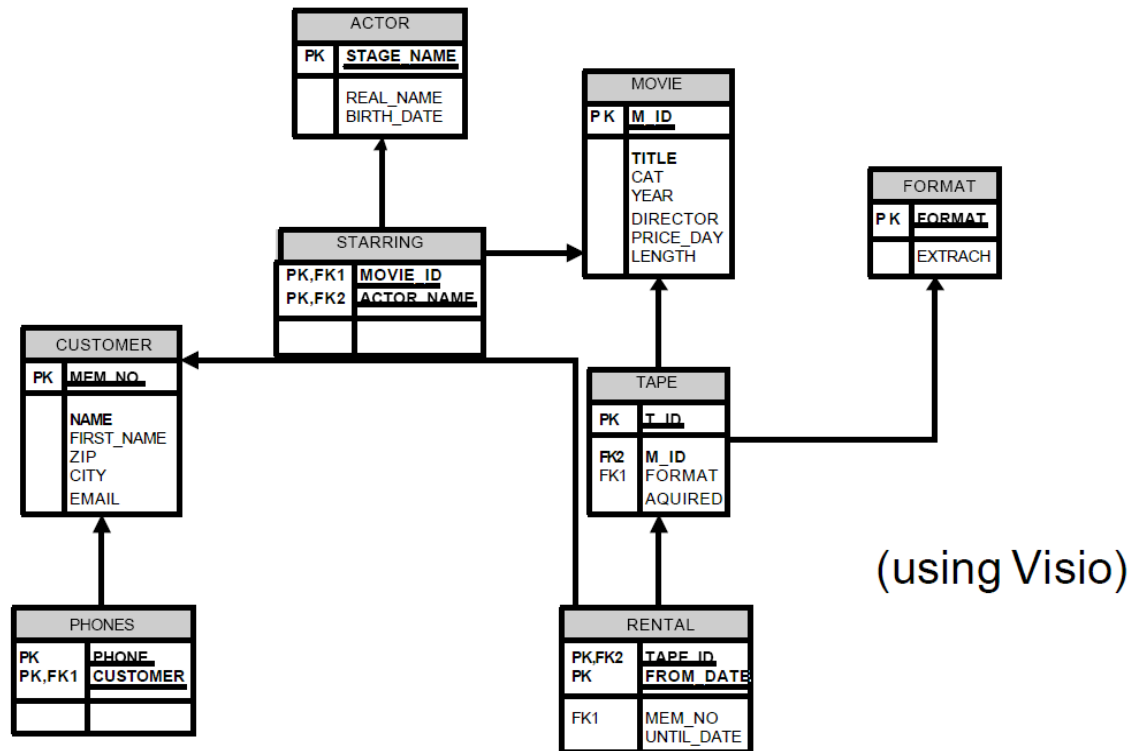 ACTOR
PK STAGE_NAME
REAL_NAME
BIRTH_DATE
MOVIE
PK M_ID
TITLE
CAT
YEAR
DIRECTOR
PRICE_DAY
LENGTH
FORMAT
PK FORMAT
EXTRACH
STARRING
PK,FK1 MOVIE_ID
PK,FK2 ACTOR_NAME
CUSTOMER
PK MEM_NO
NAME
FIRST_NAME
ZIP
CITY
EMAIL
TAPE
PK T_ID
FK2 M_ID
FK1 FORMAT
AQUIRED
(using Visio)
PHONES
PK PHONE
PK,FK1 CUSTOMER
RENTAL
PK,FK2 TAPE_ID
PK FROM_DATE
FK1 MEM_NO
UNTIL_DATE